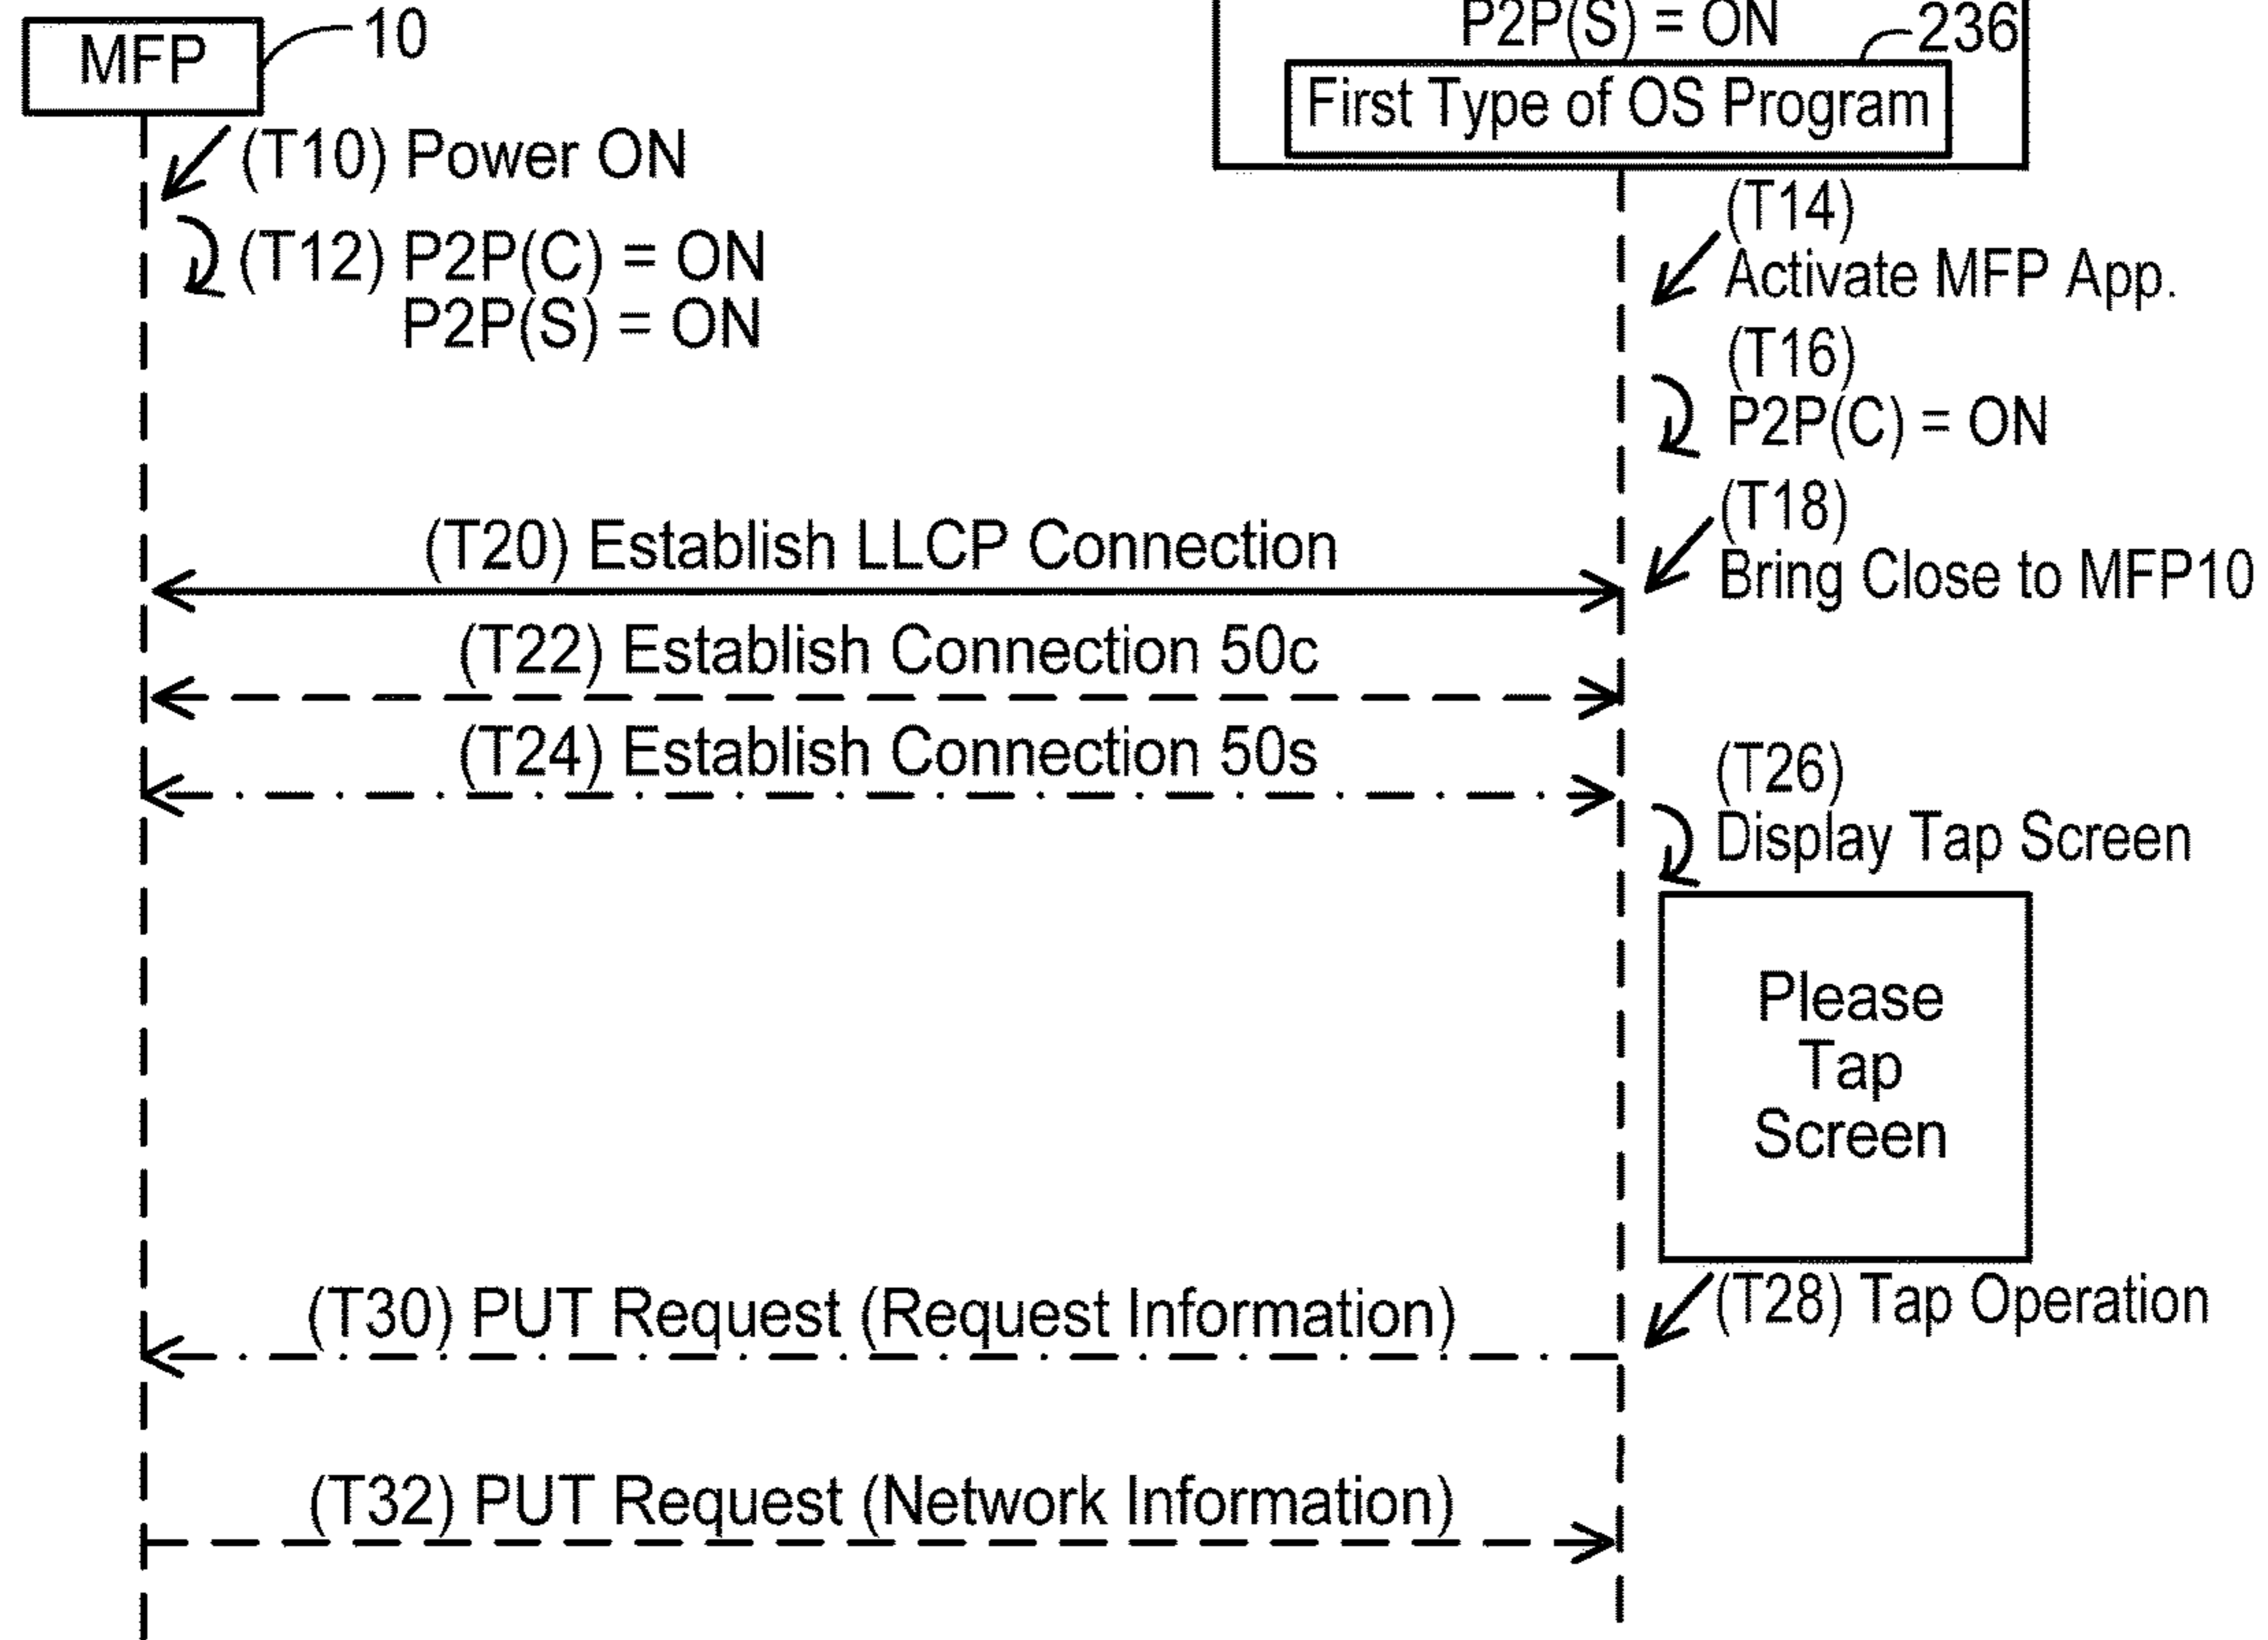 MFP
10
P2P(S) = ON
236
First Type of OS Program
(T10) Power ON
(T12) P2P(C) = ON
P2P(S) = ON
(T14)
Activate MFP App.
(T16)
P2P(C) = ON
(T18)
Bring Close to MFP10
(T20) Establish LLCP Connection
(T22) Establish Connection 50c
(T24) Establish Connection 50s
(T26)
Display Tap Screen
Please
Tap
Screen
(T28) Tap Operation
(T30) PUT Request (Request Information)
(T32) PUT Request (Network Information)